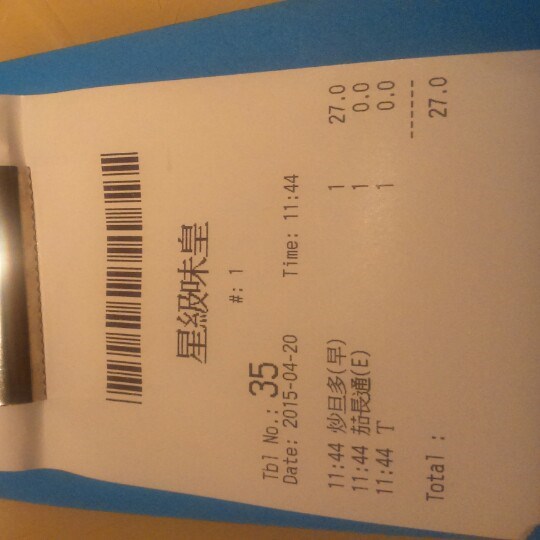 星級味皇
#: 1
Tbl No.: 35
Date: 2015-04-20 Time: 11:44
11:44 炒旦多(早) 1 27.0
11:44 茄長通(E) 1 0.0
11:44 T 1 0.0
------
Total : 27.0